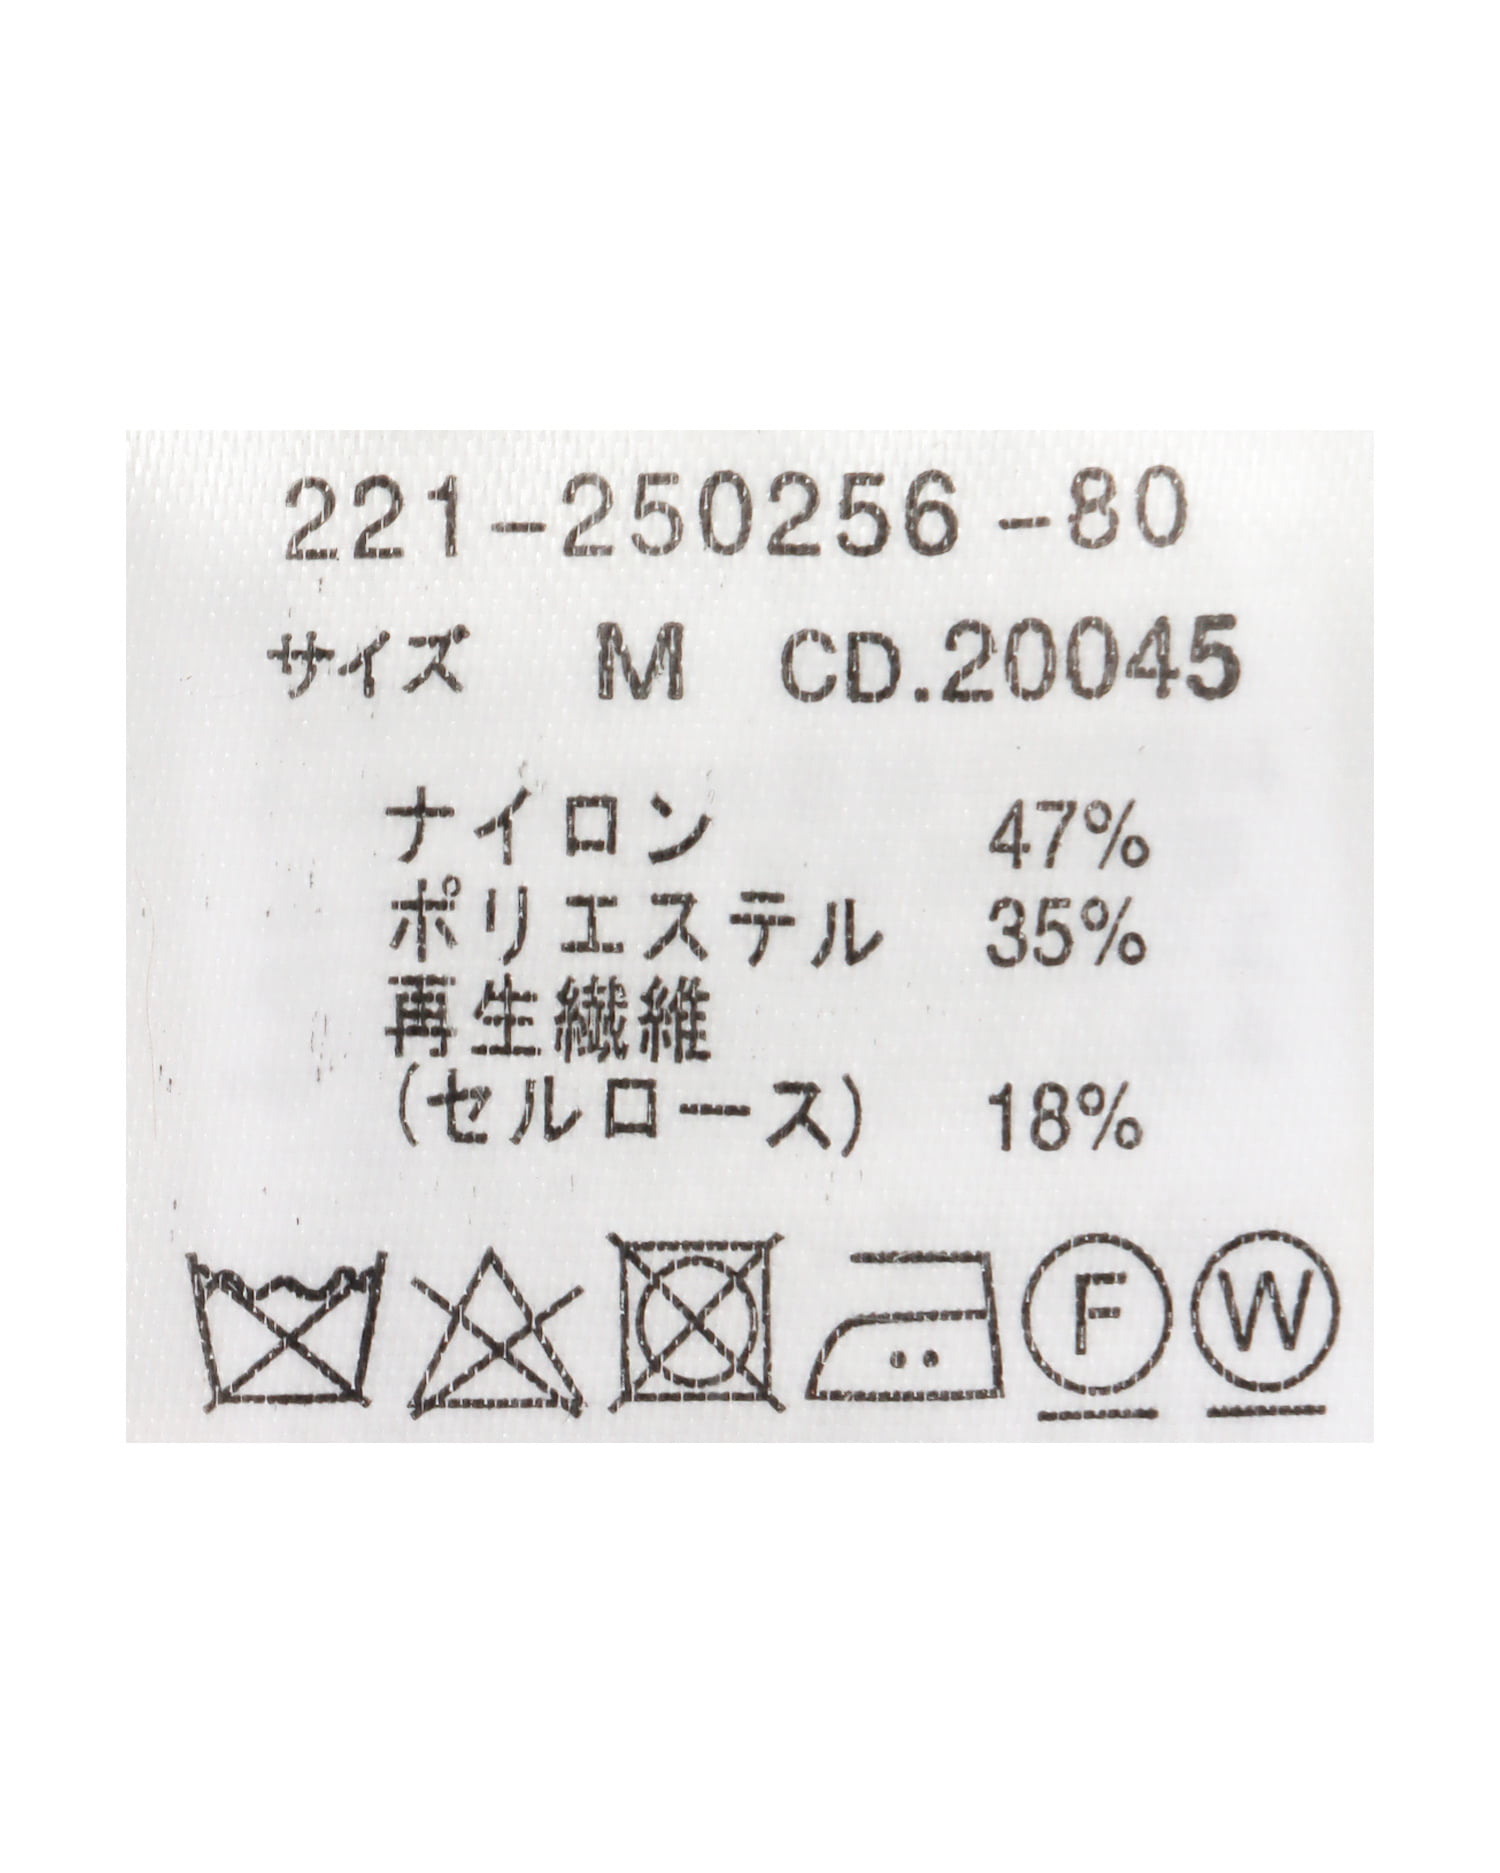 221-250256-80
サイズ M CD.20045
ナイロン 47%
ポリエステル 35%
再生繊維
(セルロース) 18%
F W